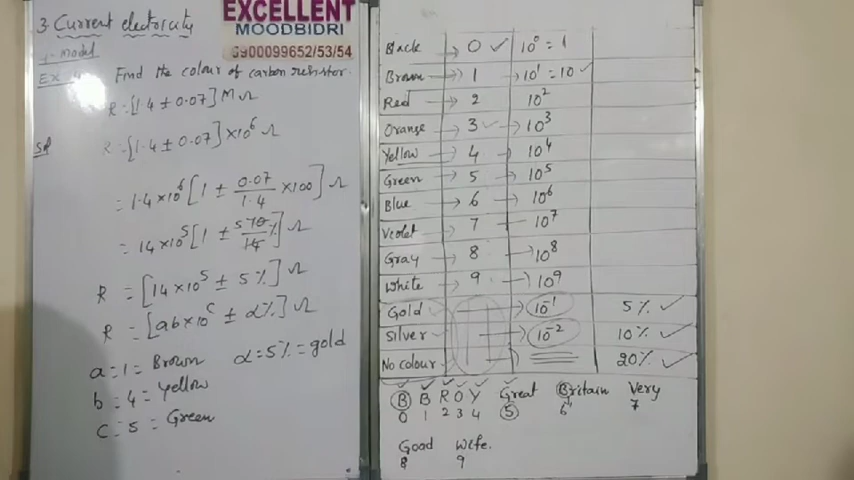 3. Current electricity
EXCELLENT
MOODBIDRI
6900099652/53/54
y-model
Ex Find the colour of carbon resistor.
R = [1.4 ± 0.07] M Ω
Sol R = [1.4 ± 0.07] × 10⁶ Ω
= 1.4 × 10⁶ [1 ± 0.07/1.4 × 100] Ω
= 14 × 10⁵ [1 ± 5 70/14 %] Ω
R = [14 × 10⁵ ± 5%] Ω
R = [ab × 10ᶜ ± α%] Ω
a = 1 = Brown α = 5% = gold
b = 4 = Yellow
C = 5 = Green
Black → 0 ✓ 10⁰ = 1
Brown → 1 → 10¹ = 10 ✓
Red → 2 10²
Orange → 3 ✓ → 10³
Yellow → 4 → 10⁴
Green → 5 → 10⁵
Blue → 6 → 10⁶
Violet → 7 → 10⁷
Gray → 8 → 10⁸
White → 9 → 10⁹
Gold → 10⁻¹ 5% ✓
Silver → 10⁻² 10% ✓
No colour → 20% ✓
B B R O Y Great Britain Very
0 1 2 3 4 5 6 7
Good Wife.
8 9